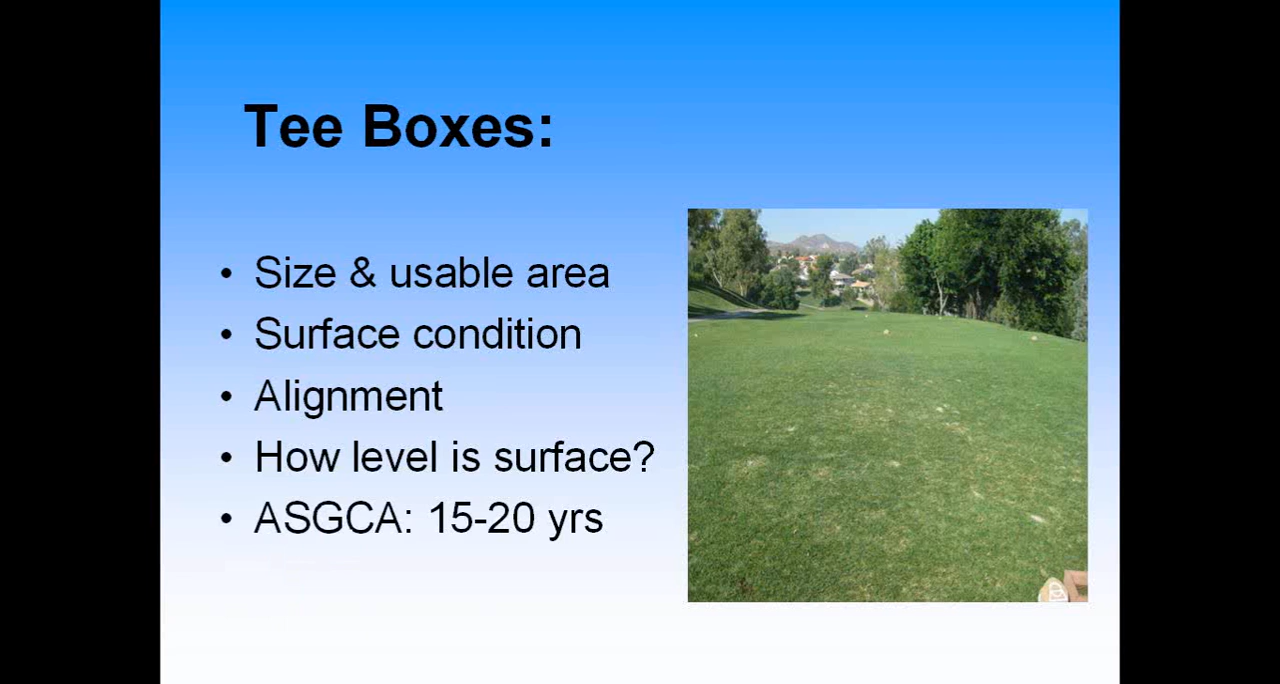 Tee Boxes:
• Size & usable area
• Surface condition
• Alignment
• How level is surface?
• ASGCA: 15-20 yrs